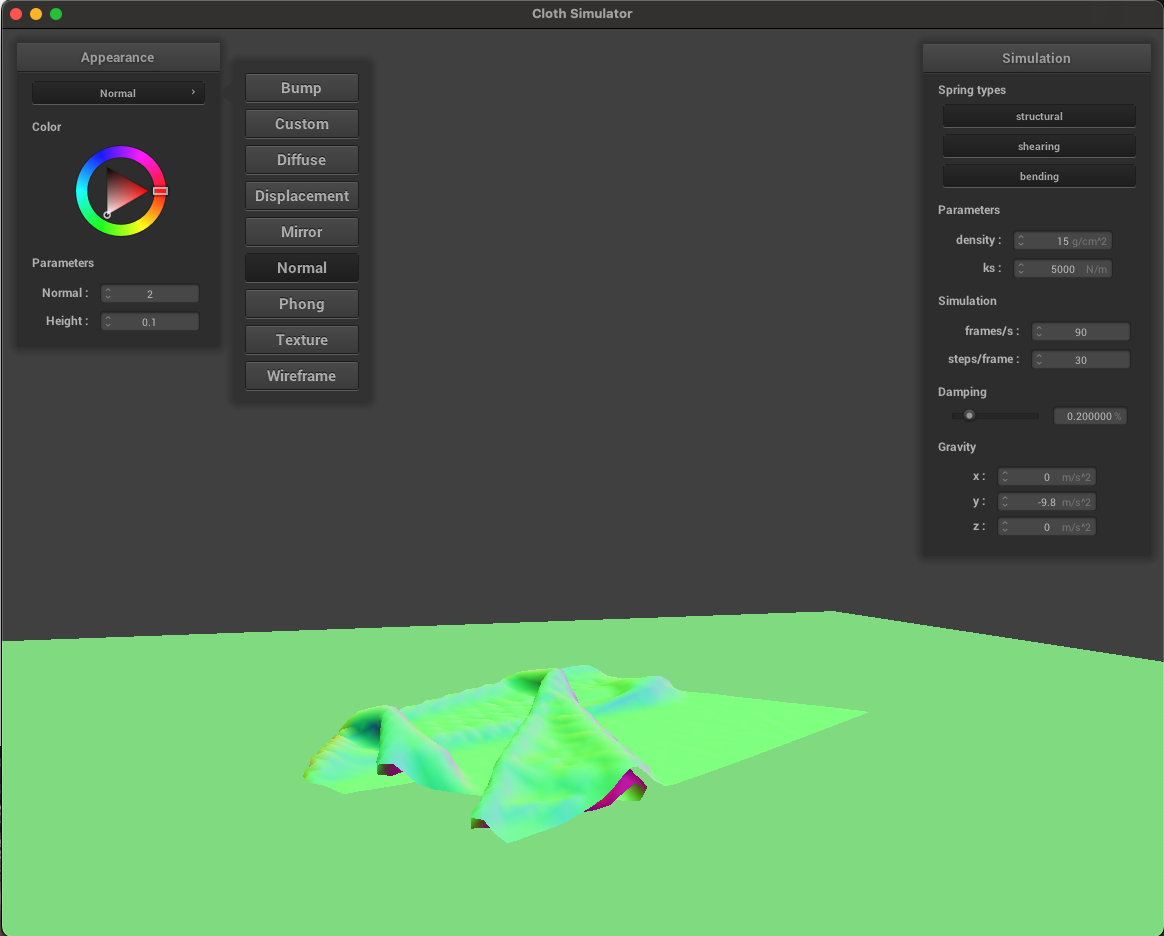 Cloth Simulator
Appearance
Normal
Color
Parameters
Normal : 2
Height : 0.1
Bump
Custom
Diffuse
Displacement
Mirror
Normal
Phong
Texture
Wireframe
Simulation
Spring types
structural
shearing
bending
Parameters
density : 15 g/cm^2
ks : 5000 N/m
Simulation
frames/s : 90
steps/frame : 30
Damping
0.200000 %
Gravity
x : 0 m/s^2
y : -9.8 m/s^2
z : 0 m/s^2